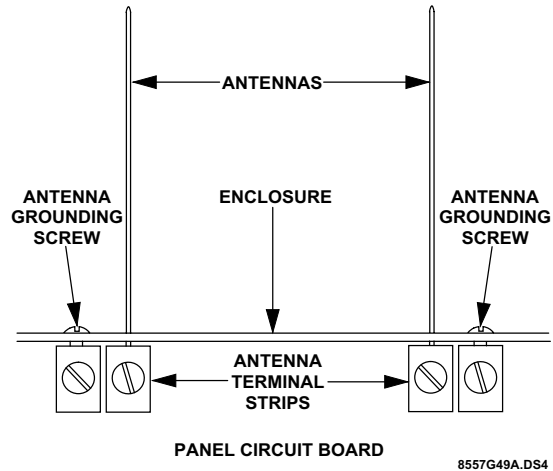 ANTENNAS
ANTENNA
GROUNDING
SCREW
ENCLOSURE
ANTENNA
GROUNDING
SCREW
ANTENNA
TERMINAL
STRIPS
PANEL CIRCUIT BOARD
8557G49A.DS4